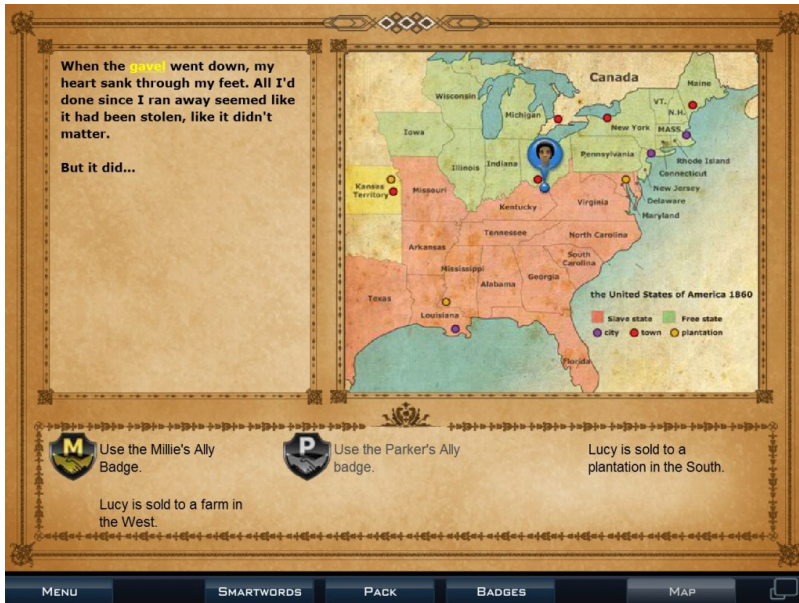 When the gavel went down, my
heart sank through my feet. All I'd
done since I ran away seemed like
it had been stolen, like it didn't
matter.
But it did...
Canada
Maine
Wisconsin
VT.
N.H.
Michigan
New York
MASS.
Iowa
Pennsylvania
Rhode Island
Illinois
Indiana
Connecticut
Kansas
Territory
Missouri
New Jersey
Virginia
Delaware
Kentucky
Maryland
Tennessee
North Carolina
Arkansas
South
Carolina
Mississippi
Georgia
Alabama
Texas
the United States of America 1860
Louisiana
Slave state
Free state
city
town
plantation
Florida
M
Use the Millie's Ally
Badge.
P
Use the Parker's Ally
badge.
Lucy is sold to a
plantation in the South.
Lucy is sold to a farm in
the West.
MENU
SMARTWORDS
PACK
BADGES
MAP